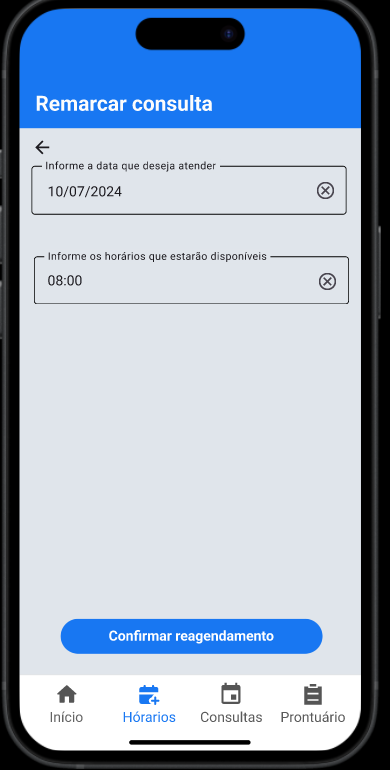 Remarcar consulta
Informe a data que deseja atender
10/07/2024
Informe os horários que estarão disponíveis
08:00
Confirmar reagendamento
Início Hórarios Consultas Prontuário